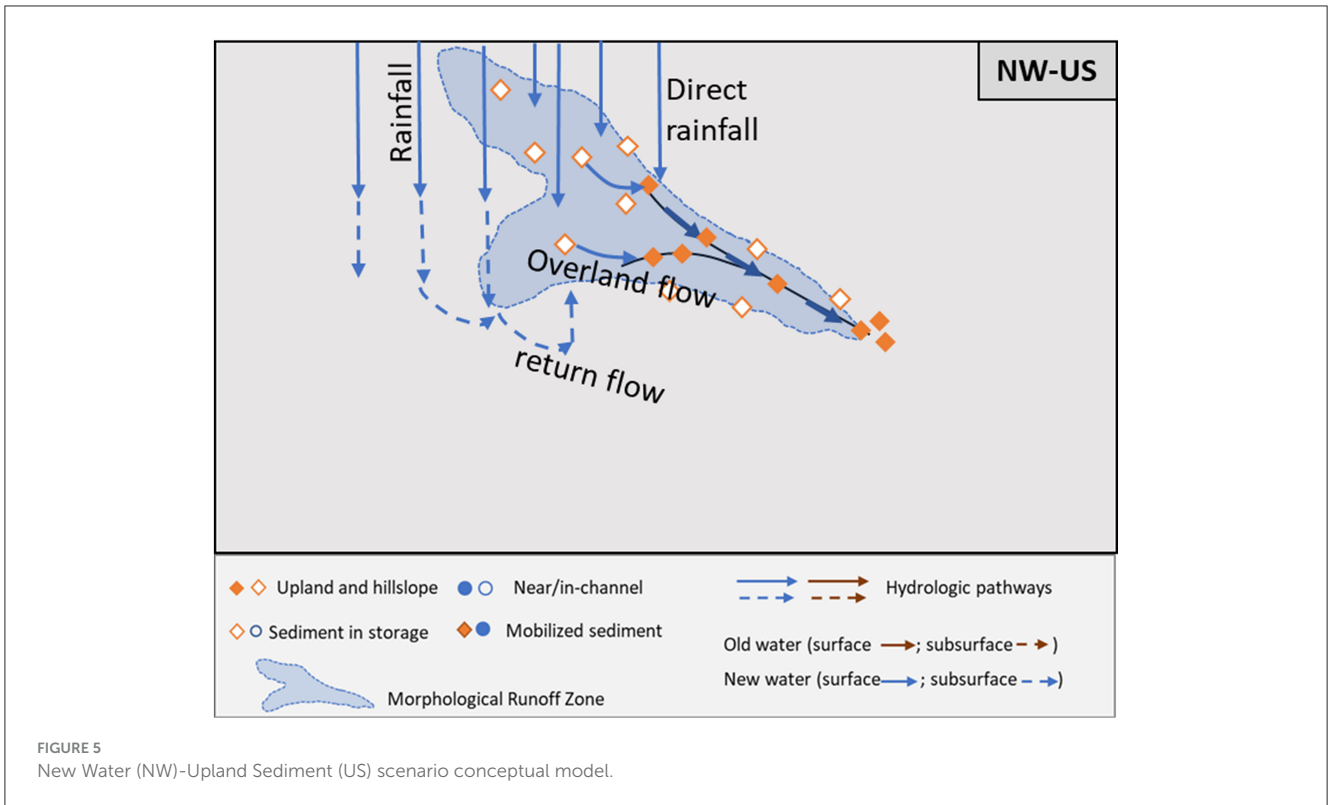 NW-US
Rainfall
Direct
rainfall
Overland flow
return flow
Upland and hillslope
Near/in-channel
Hydrologic pathways
Sediment in storage
Mobilized sediment
Old water (surface ; subsurface )
New water (surface ; subsurface )
Morphological Runoff Zone
FIGURE 5
New Water (NW)-Upland Sediment (US) scenario conceptual model.